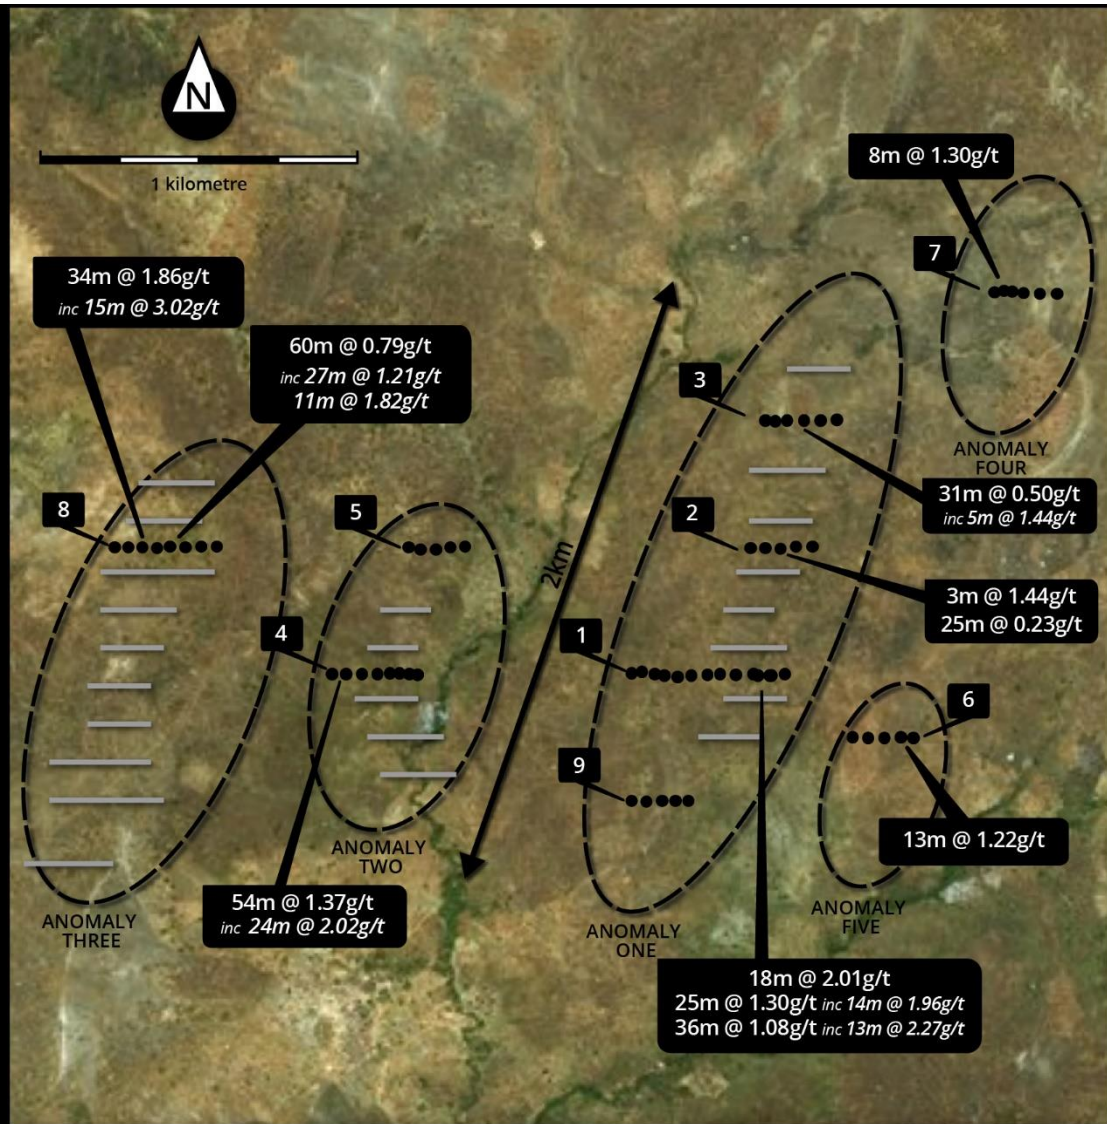 N
1 kilometre
8m @ 1.30g/t
7
34m @ 1.86g/t
inc 15m @ 3.02g/t
60m @ 0.79g/t
inc 27m @ 1.21g/t
11m @ 1.82g/t
3
ANOMALY
FOUR
31m @ 0.50g/t
inc 5m @ 1.44g/t
8
5
2
2km
3m @ 1.44g/t
25m @ 0.23g/t
4
1
6
9
13m @ 1.22g/t
ANOMALY
TWO
54m @ 1.37g/t
inc 24m @ 2.02g/t
ANOMALY
THREE
ANOMALY
ONE
ANOMALY
FIVE
18m @ 2.01g/t
25m @ 1.30g/t inc 14m @ 1.96g/t
36m @ 1.08g/t inc 13m @ 2.27g/t